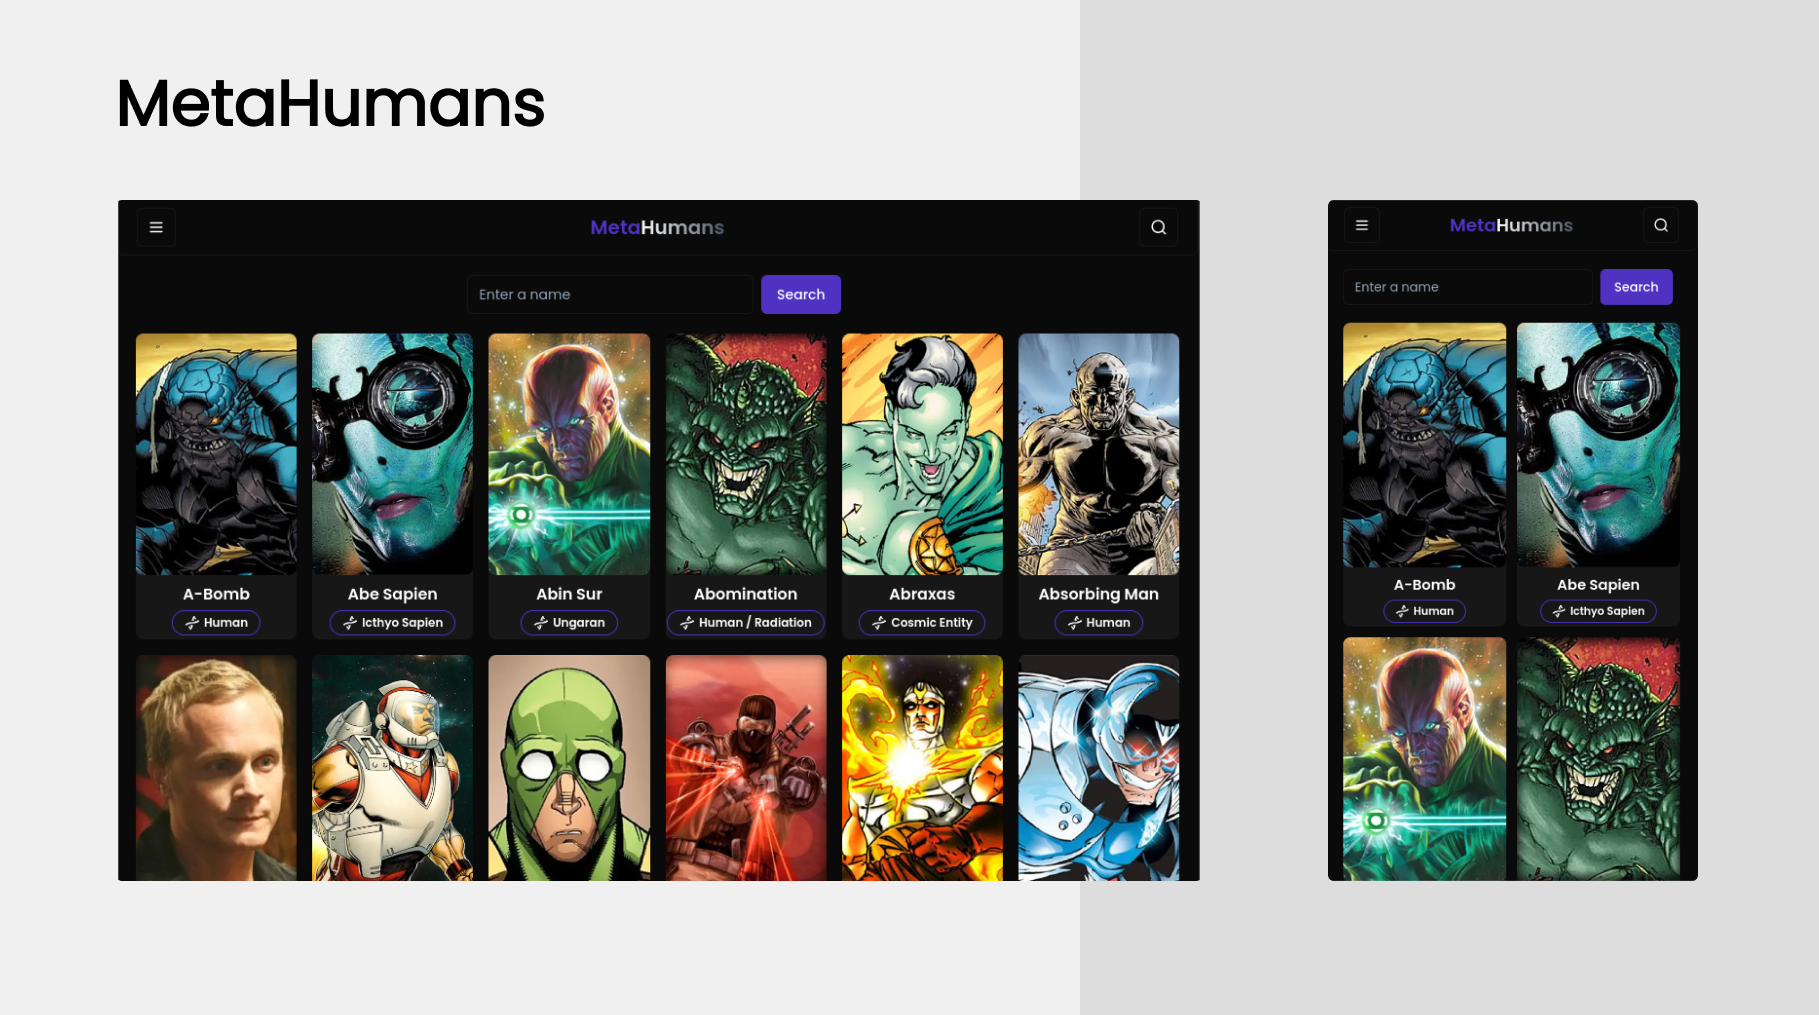 MetaHumans
MetaHumans
Enter a name
Search
A-Bomb
Abe Sapien
Abin Sur
Abomination
Abraxas
Absorbing Man
Human
Icthyo Sapien
Ungaran
Human / Radiation
Cosmic Entity
Human
MetaHumans
Enter a name
Search
A-Bomb
Abe Sapien
Human
Icthyo Sapien